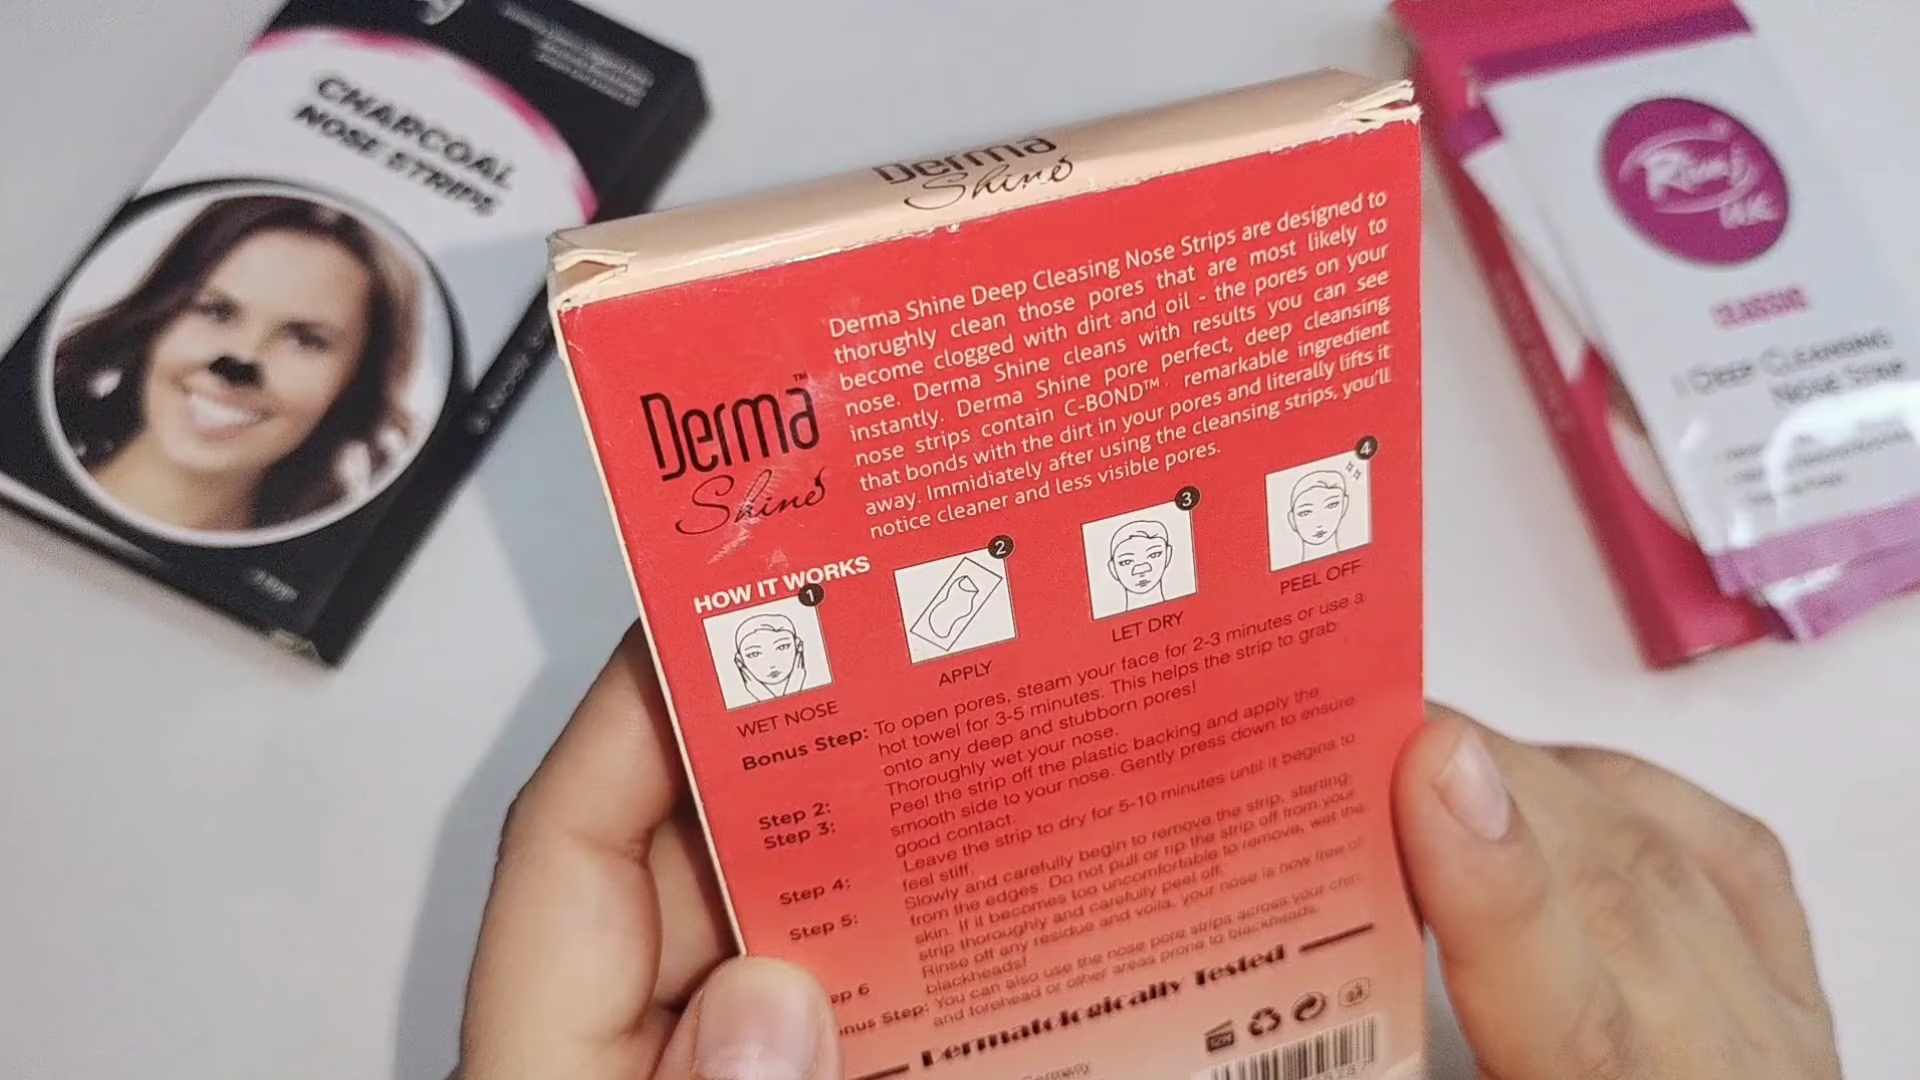 CHARCOAL
NOSE STRIPS
Derma
Shine
Derma Shine Deep Cleasing Nose Strips are designed to
thorughly clean those pores that are most likely to
become clogged with dirt and oil - the pores on your
nose. Derma Shine cleans with results you can see
instantly. Derma Shine pore perfect, deep cleansing
nose strips contain C-BOND™. remarkable ingredient
that bonds with the dirt in your pores and literally lifts it
away. Immidiately after using the cleansing strips, you'll
notice cleaner and less visible pores.
Derma™
Shine
HOW IT WORKS
1
2
3
4
WET NOSE
APPLY
LET DRY
PEEL OFF
Bonus Step: To open pores, steam your face for 2-3 minutes or use a
hot towel for 3-5 minutes. This helps the strip to grab
onto any deep and stubborn pores!
Thoroughly wet your nose.
Step 2: Peel the strip off the plastic backing and apply the
Step 3: smooth side to your nose. Gently press down to ensure
good contact.
Leave the strip to dry for 5-10 minutes until it begins to
Step 4: feel stiff.
Slowly and carefully begin to remove the strip, starting
Step 5: from the edges. Do not pull or rip the strip off from your
skin. If it becomes too uncomfortable to remove, wet the
strip thoroughly and carefully peel off.
Rinse off any residue and voila, your nose is now free of
ep 6 blackheads!
nus Step: You can also use the nose pore strips across your chin
and forehead or other areas prone to blackheads.
Dermatologically Tested
Germany
Rivaj
UK
CLASSIC
DEEP CLEANSING
NOSE STRIP